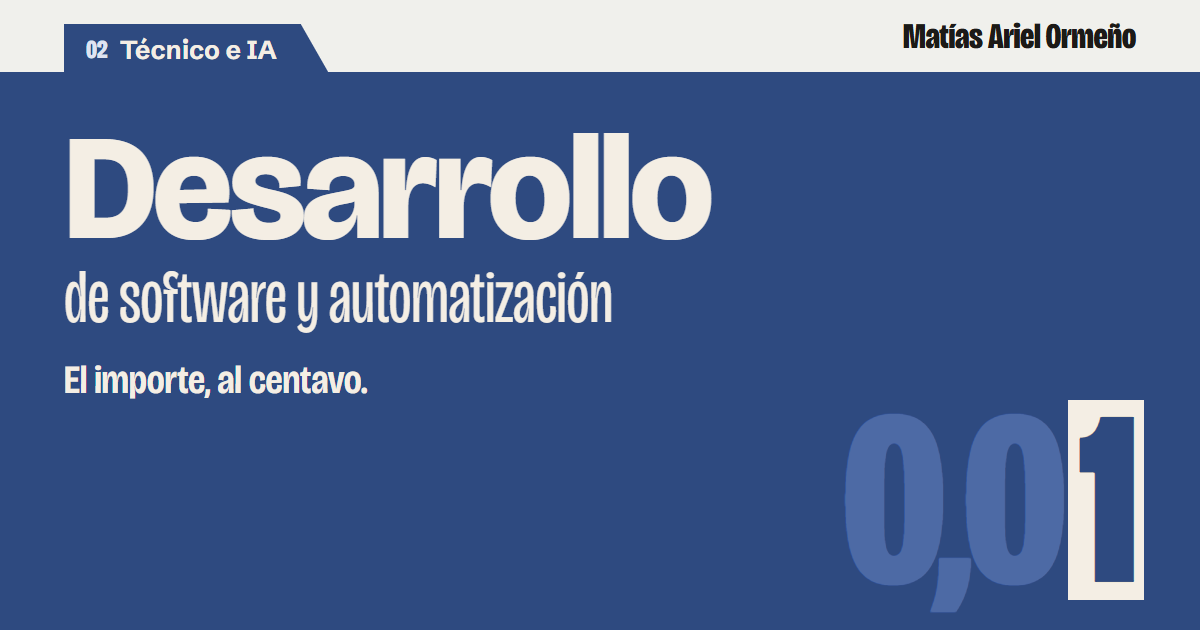 02 Técnico e IA
Matías Ariel Ormeño
Desarrollo
de software y automatización
El importe, al centavo.
0,01